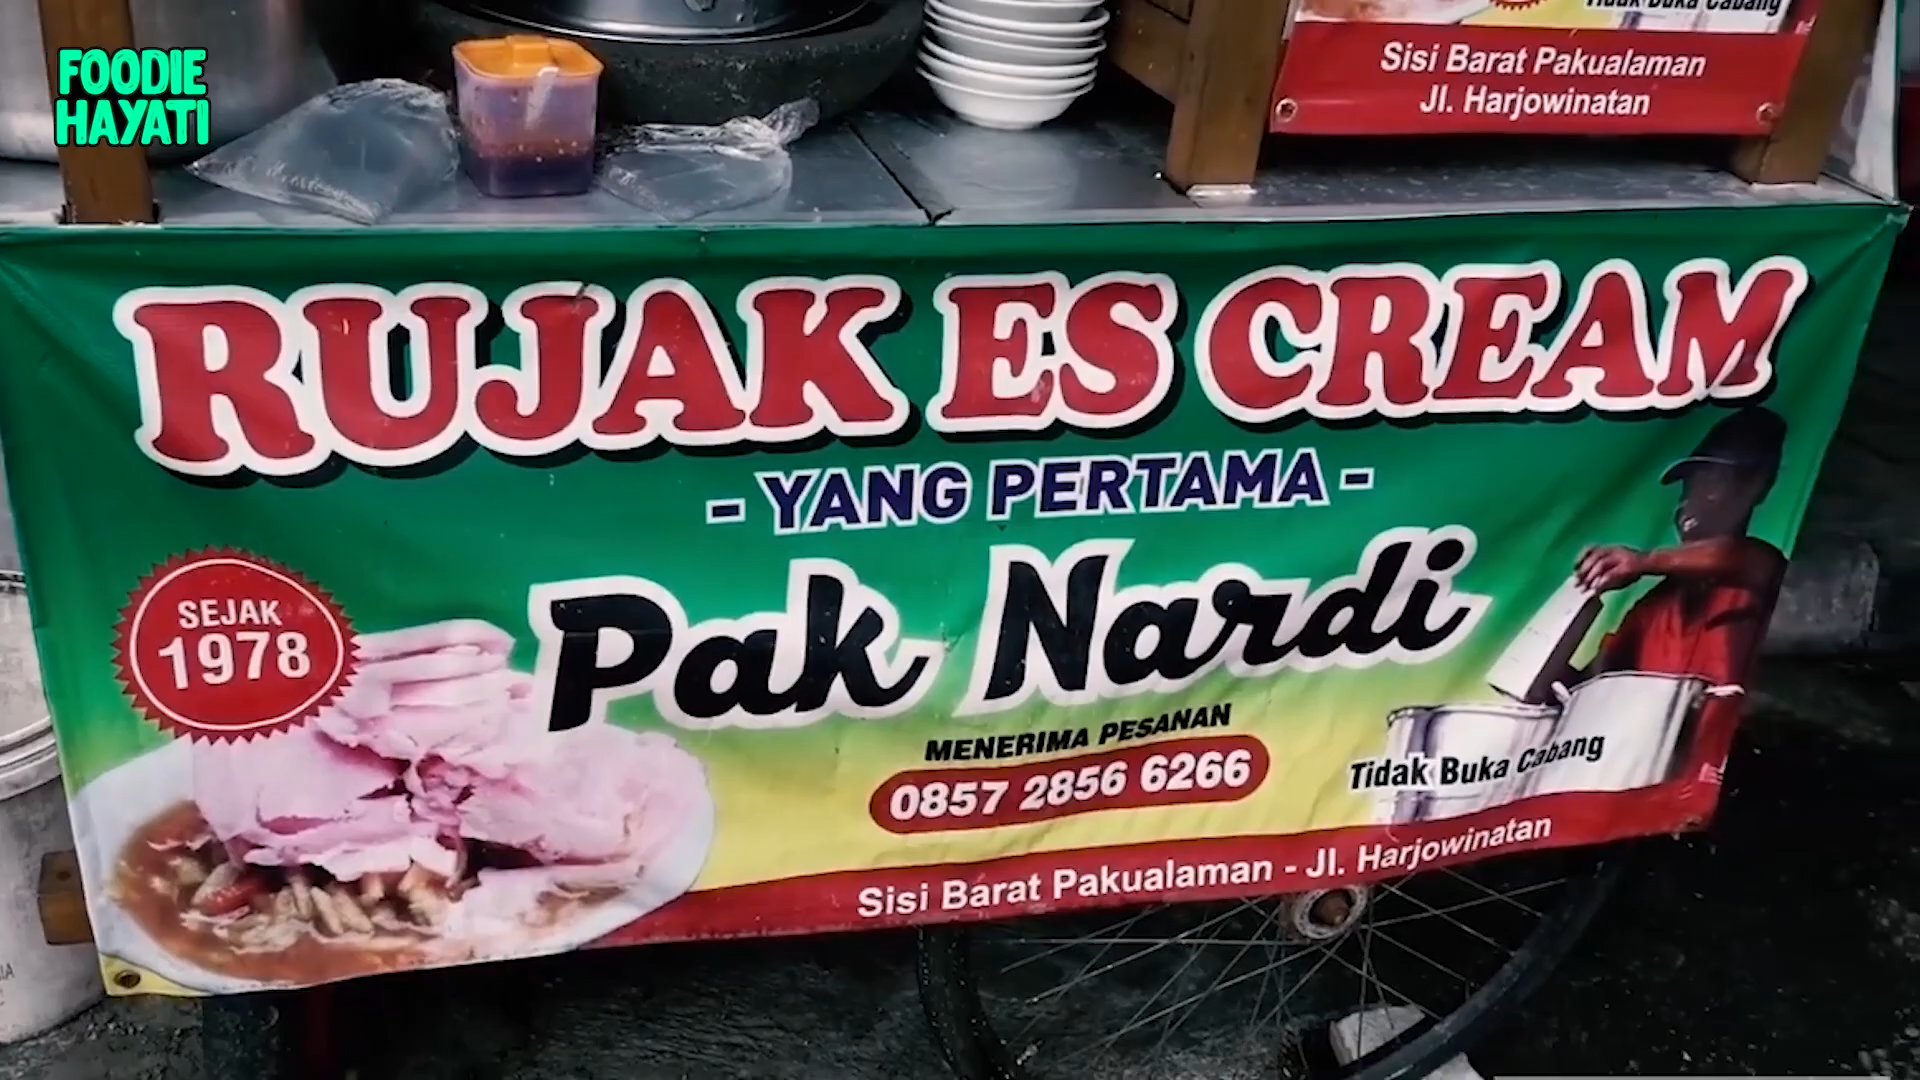 FOODIE
HAYATI
Tidak Buka Cabang
Sisi Barat Pakualaman
Jl. Harjowinatan
RUJAK ES CREAM
- YANG PERTAMA -
Pak Nardi
SEJAK
1978
MENERIMA PESANAN
0857 2856 6266
Tidak Buka Cabang
Sisi Barat Pakualaman - Jl. Harjowinatan